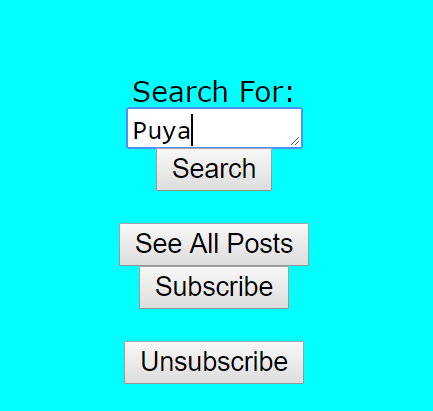 Search For:
Puya
Search
See All Posts
Subscribe
Unsubscribe